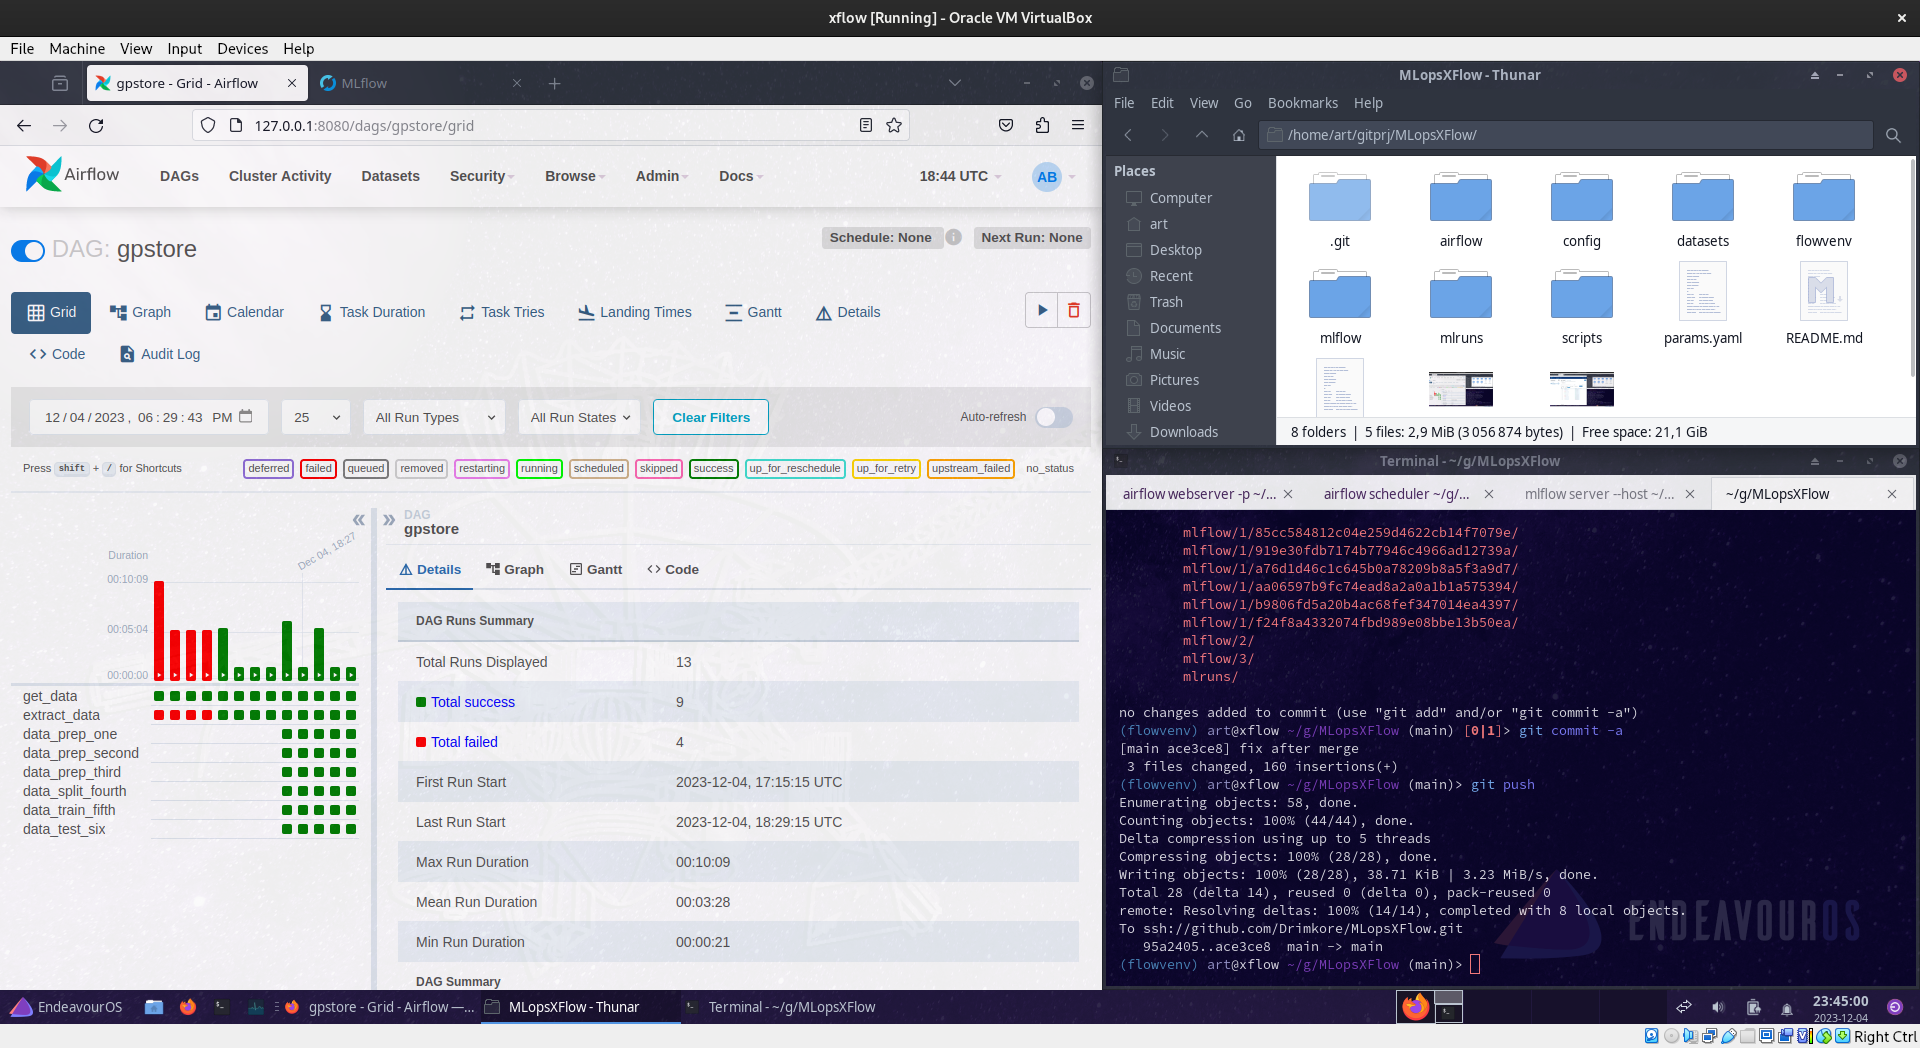 xflow [Running] - Oracle VM VirtualBox
File Machine View Input Devices Help
gpstore - Grid - Airflow
MLflow
127.0.0.1:8080/dags/gpstore/grid
Airflow
DAGs Cluster Activity Datasets Security Browse Admin Docs 18:44 UTC AB
DAG: gpstore
Schedule: None
Next Run: None
Grid Graph Calendar Task Duration Task Tries Landing Times Gantt Details
Code Audit Log
12/04/2023, 06:29:43 PM
25
All Run Types
All Run States
Clear Filters
Auto-refresh
Press shift + / for Shortcuts
deferred failed queued removed restarting running scheduled skipped success up_for_reschedule up_for_retry upstream_failed no_status
Dec 04, 18:27
Duration
00:10:09
00:05:04
00:00:00
get_data
extract_data
data_prep_one
data_prep_second
data_prep_third
data_split_fourth
data_train_fifth
data_test_six
DAG
gpstore
Details Graph Gantt Code
DAG Runs Summary
Total Runs Displayed 13
Total success 9
Total failed 4
First Run Start 2023-12-04, 17:15:15 UTC
Last Run Start 2023-12-04, 18:29:15 UTC
Max Run Duration 00:10:09
Mean Run Duration 00:03:28
Min Run Duration 00:00:21
DAG Summary
MLopsXFlow - Thunar
File Edit View Go Bookmarks Help
/home/art/gitprj/MLopsXFlow/
Places
Computer
art
Desktop
Recent
Trash
Documents
Music
Pictures
Videos
Downloads
.git airflow config datasets flowvenv
mlflow mlruns scripts params.yaml README.md
8 folders | 5 files: 2,9 MiB (3 056 874 bytes) | Free space: 21,1 GiB
Terminal - ~/g/MLopsXFlow
airflow webserver -p ~/...
airflow scheduler ~/g/...
mlflow server --host ~/...
~/g/MLopsXFlow
mlflow/1/85cc584812c04e259d4622cb14f7079e/
mlflow/1/919e30fdb7174b77946c4966ad12739a/
mlflow/1/a76d1d46c1c645b0a78209b8a5f3a9d7/
mlflow/1/aa06597b9fc74ead8a2a0a1b1a575394/
mlflow/1/b9806fd5a20b4ac68fef347014ea4397/
mlflow/1/f24f8a4332074fbd989e08bbe13b50ea/
mlflow/2/
mlflow/3/
mlruns/
no changes added to commit (use "git add" and/or "git commit -a")
(flowvenv) art@xflow ~/g/MLopsXFlow (main) [0|1]> git commit -a
[main ace3ce8] fix after merge
3 files changed, 160 insertions(+)
(flowvenv) art@xflow ~/g/MLopsXFlow (main)> git push
Enumerating objects: 58, done.
Counting objects: 100% (44/44), done.
Delta compression using up to 5 threads
Compressing objects: 100% (28/28), done.
Writing objects: 100% (28/28), 38.71 KiB | 3.23 MiB/s, done.
Total 28 (delta 14), reused 0 (delta 0), pack-reused 0
remote: Resolving deltas: 100% (14/14), completed with 8 local objects.
To ssh://github.com/Drimkore/MLopsXFlow.git
95a2405..ace3ce8 main -> main
(flowvenv) art@xflow ~/g/MLopsXFlow (main)>
ENDEAVOUROS
EndeavourOS
gpstore - Grid - Airflow —...
MLopsXFlow - Thunar
Terminal - ~/g/MLopsXFlow
23:45:00
2023-12-04
Right Ctrl